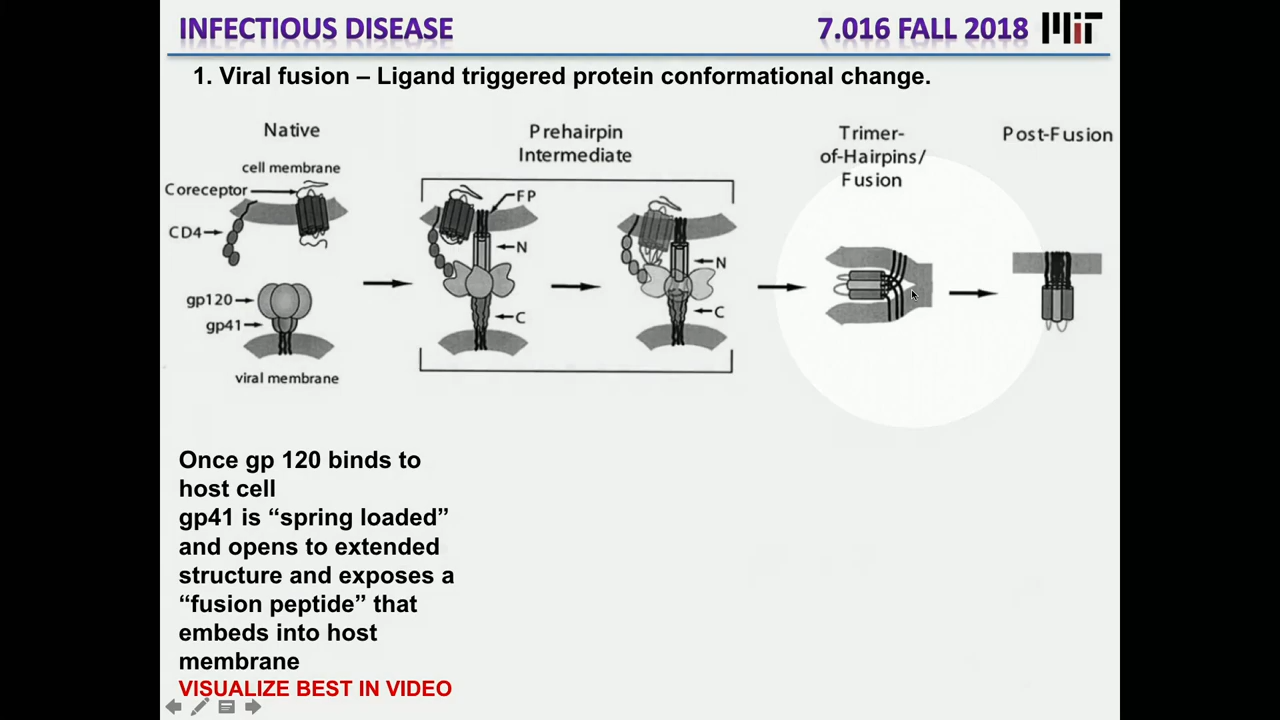 INFECTIOUS DISEASE
7.016 FALL 2018
MIT
1. Viral fusion – Ligand triggered protein conformational change.
Native
Prehairpin
Intermediate
Trimer-
of-Hairpins/
Fusion
Post-Fusion
cell membrane
Coreceptor
CD4
gp120
gp41
viral membrane
FP
N
C
N
C
Once gp 120 binds to
host cell
gp41 is “spring loaded”
and opens to extended
structure and exposes a
“fusion peptide” that
embeds into host
membrane
VISUALIZE BEST IN VIDEO